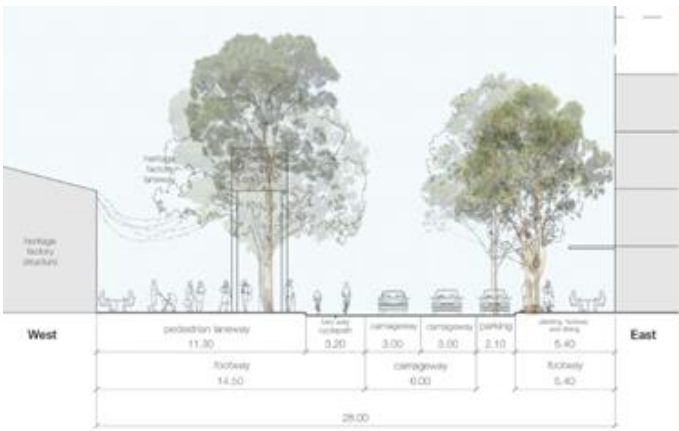 heritage
factory
laneway
heritage
factory
structure
West
East
pedestrian laneway
11.30
two way
cyclepath
3.20
carriageway
3.00
carriageway
3.00
parking
2.10
planting, footway
and dining
5.40
footway
14.50
carriageway
6.00
footway
5.40
28.00